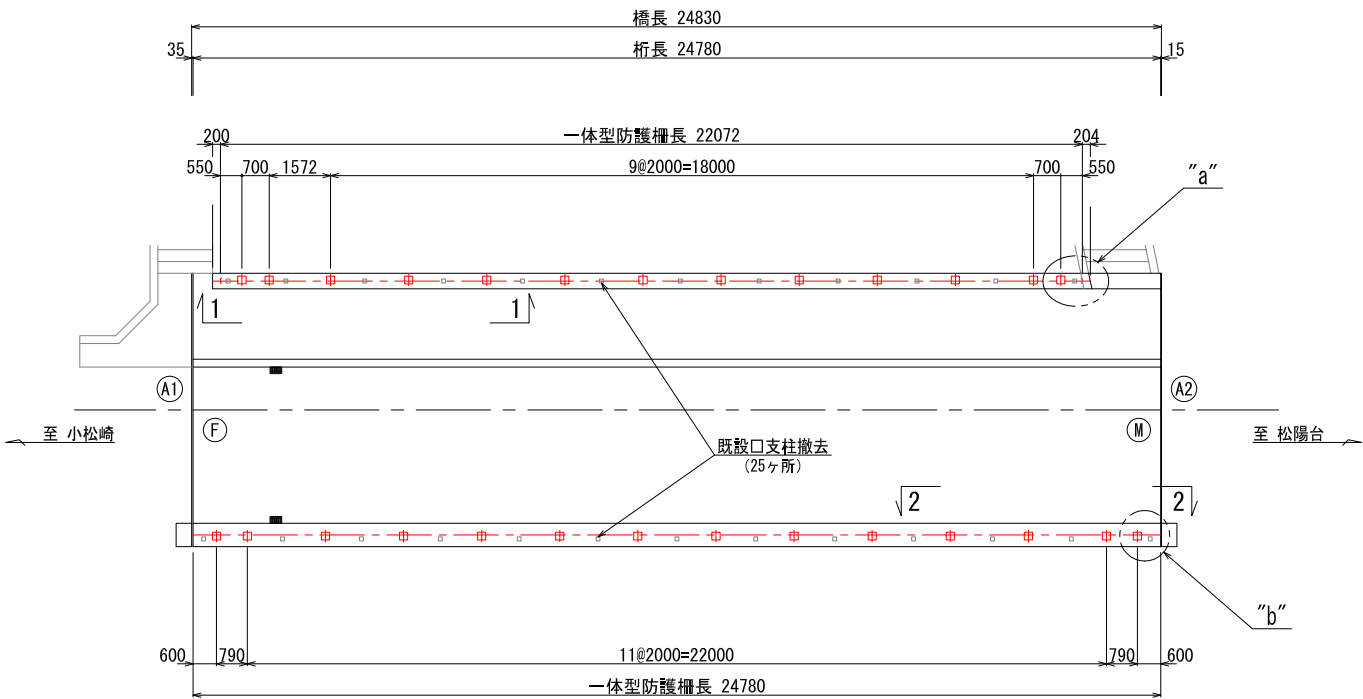 橋長 24830
35
桁長 24780
15
200
一体型防護柵長 22072
204
550
700
1572
9@2000=18000
700
550
"a"
1
1
A1
A2
F
M
至 小松崎
至 松陽台
既設口支柱撤去
(25ヶ所)
2
2
"b"
600
790
11@2000=22000
790
600
一体型防護柵長 24780